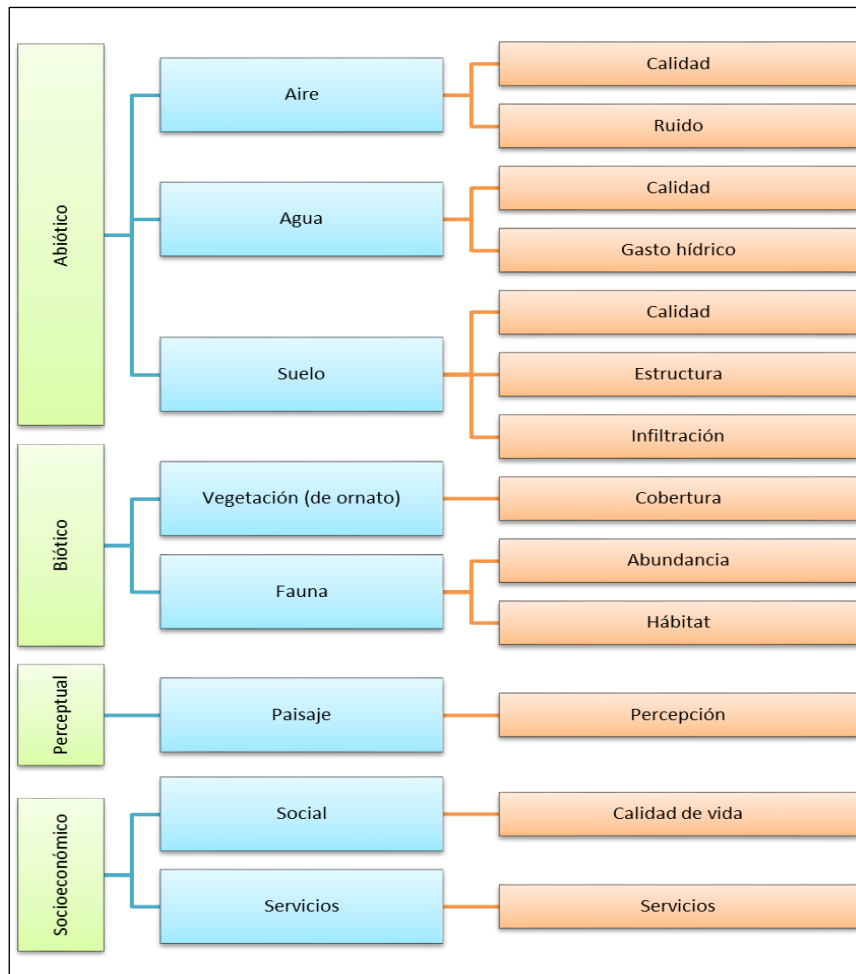 Abiótico
Aire
Calidad
Ruido
Agua
Calidad
Gasto hídrico
Suelo
Calidad
Estructura
Infiltración
Biótico
Vegetación (de ornato)
Cobertura
Fauna
Abundancia
Hábitat
Perceptual
Paisaje
Percepción
Socioeconómico
Social
Calidad de vida
Servicios
Servicios